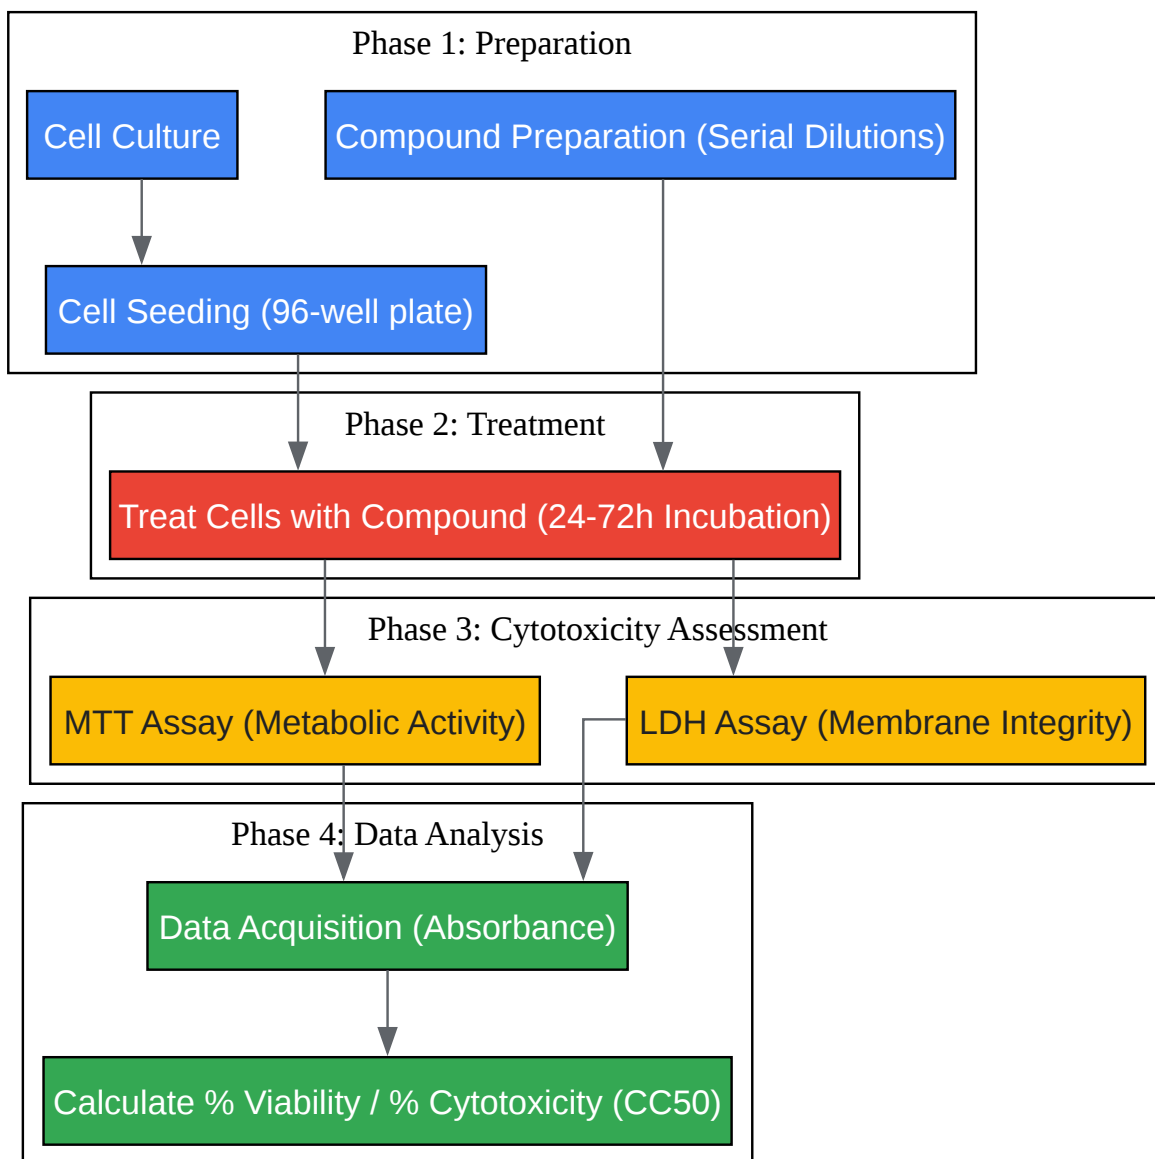 Phase 1: Preparation
Cell Culture
Compound Preparation (Serial Dilutions)
Cell Seeding (96-well plate)
Phase 2: Treatment
Treat Cells with Compound (24-72h Incubation)
Phase 3: Cytotoxicity Assessment
MTT Assay (Metabolic Activity)
LDH Assay (Membrane Integrity)
Phase 4: Data Analysis
Data Acquisition (Absorbance)
Calculate % Viability / % Cytotoxicity (CC50)